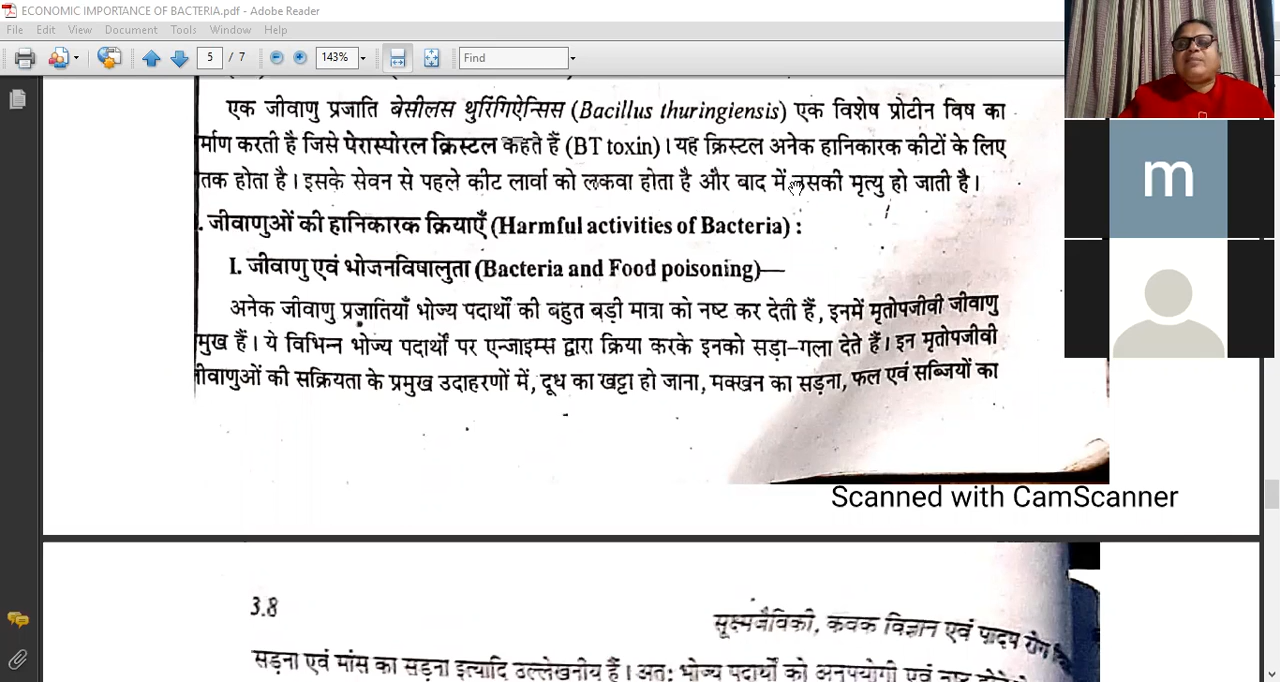 ECONOMIC IMPORTANCE OF BACTERIA.pdf - Adobe Reader
File Edit View Document Tools Window Help
5 / 7 143% Find
एक जीवाणु प्रजाति बेसीलस थुरिंगिऐन्सिस (Bacillus thuringiensis) एक विशेष प्रोटीन विष का
र्माण करती है जिसे पेरास्पोरल क्रिस्टल कहते हैं (BT toxin) । यह क्रिस्टल अनेक हानिकारक कीटों के लिए
तक होता है। इसके सेवन से पहले कीट लार्वा को लकवा होता है और बाद में उसकी मृत्यु हो जाती है।
. जीवाणुओं की हानिकारक क्रियाएँ (Harmful activities of Bacteria) :
I. जीवाणु एवं भोजनविषालुता (Bacteria and Food poisoning)—
अनेक जीवाणु प्रजातियाँ भोज्य पदार्थों की बहुत बड़ी मात्रा को नष्ट कर देती हैं, इनमें मृतोपजीवी जीवाणु
मुख हैं। ये विभिन्न भोज्य पदार्थों पर एन्जाइम्स द्वारा क्रिया करके इनको सड़ा-गला देते हैं। इन मृतोपजीवी
जीवाणुओं की सक्रियता के प्रमुख उदाहरणों में, दूध का खट्टा हो जाना, मक्खन का सड़ना, फल एवं सब्जियों का
Scanned with CamScanner
3.8
सूक्ष्मजैविकी, कवक विज्ञान एवं पादप रोग
सड़ना एवं मांस का सड़ना इत्यादि उल्लेखनीय हैं। अत: भोज्य पदार्थों को अनुपयोगी एवं नष्ट
m